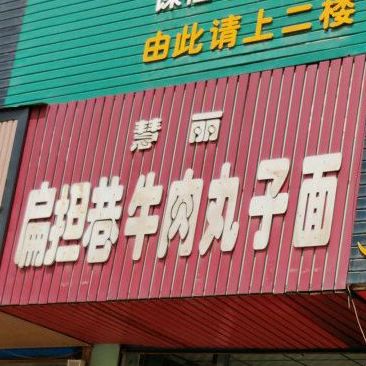 由此请上二楼
慧丽
扁担巷牛肉丸子面